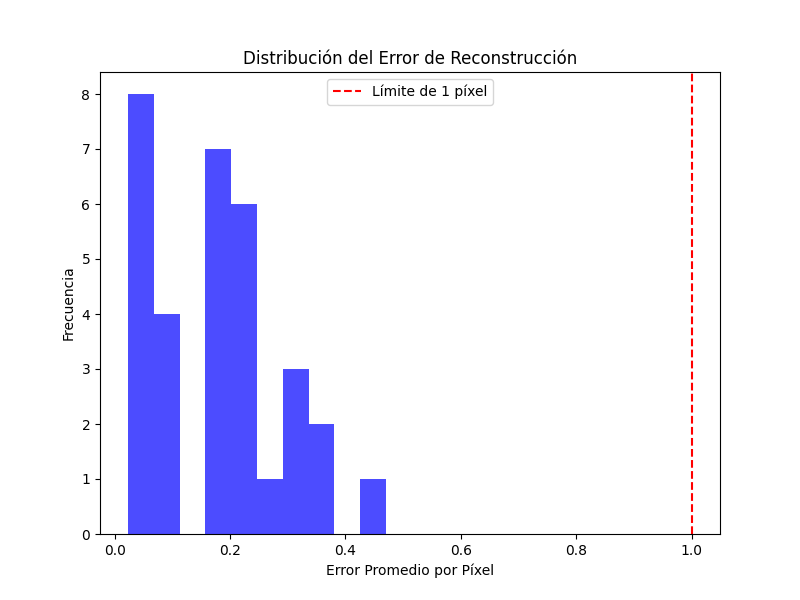 Distribución del Error de Reconstrucción
Límite de 1 píxel
8
7
6
5
4
3
2
1
0
Frecuencia
0.0 0.2 0.4 0.6 0.8 1.0
Error Promedio por Píxel